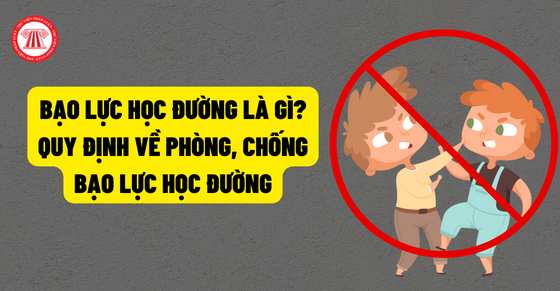 BẠO LỰC HỌC ĐƯỜNG LÀ GÌ?
QUY ĐỊNH VỀ PHÒNG, CHỐNG
BẠO LỰC HỌC ĐƯỜNG